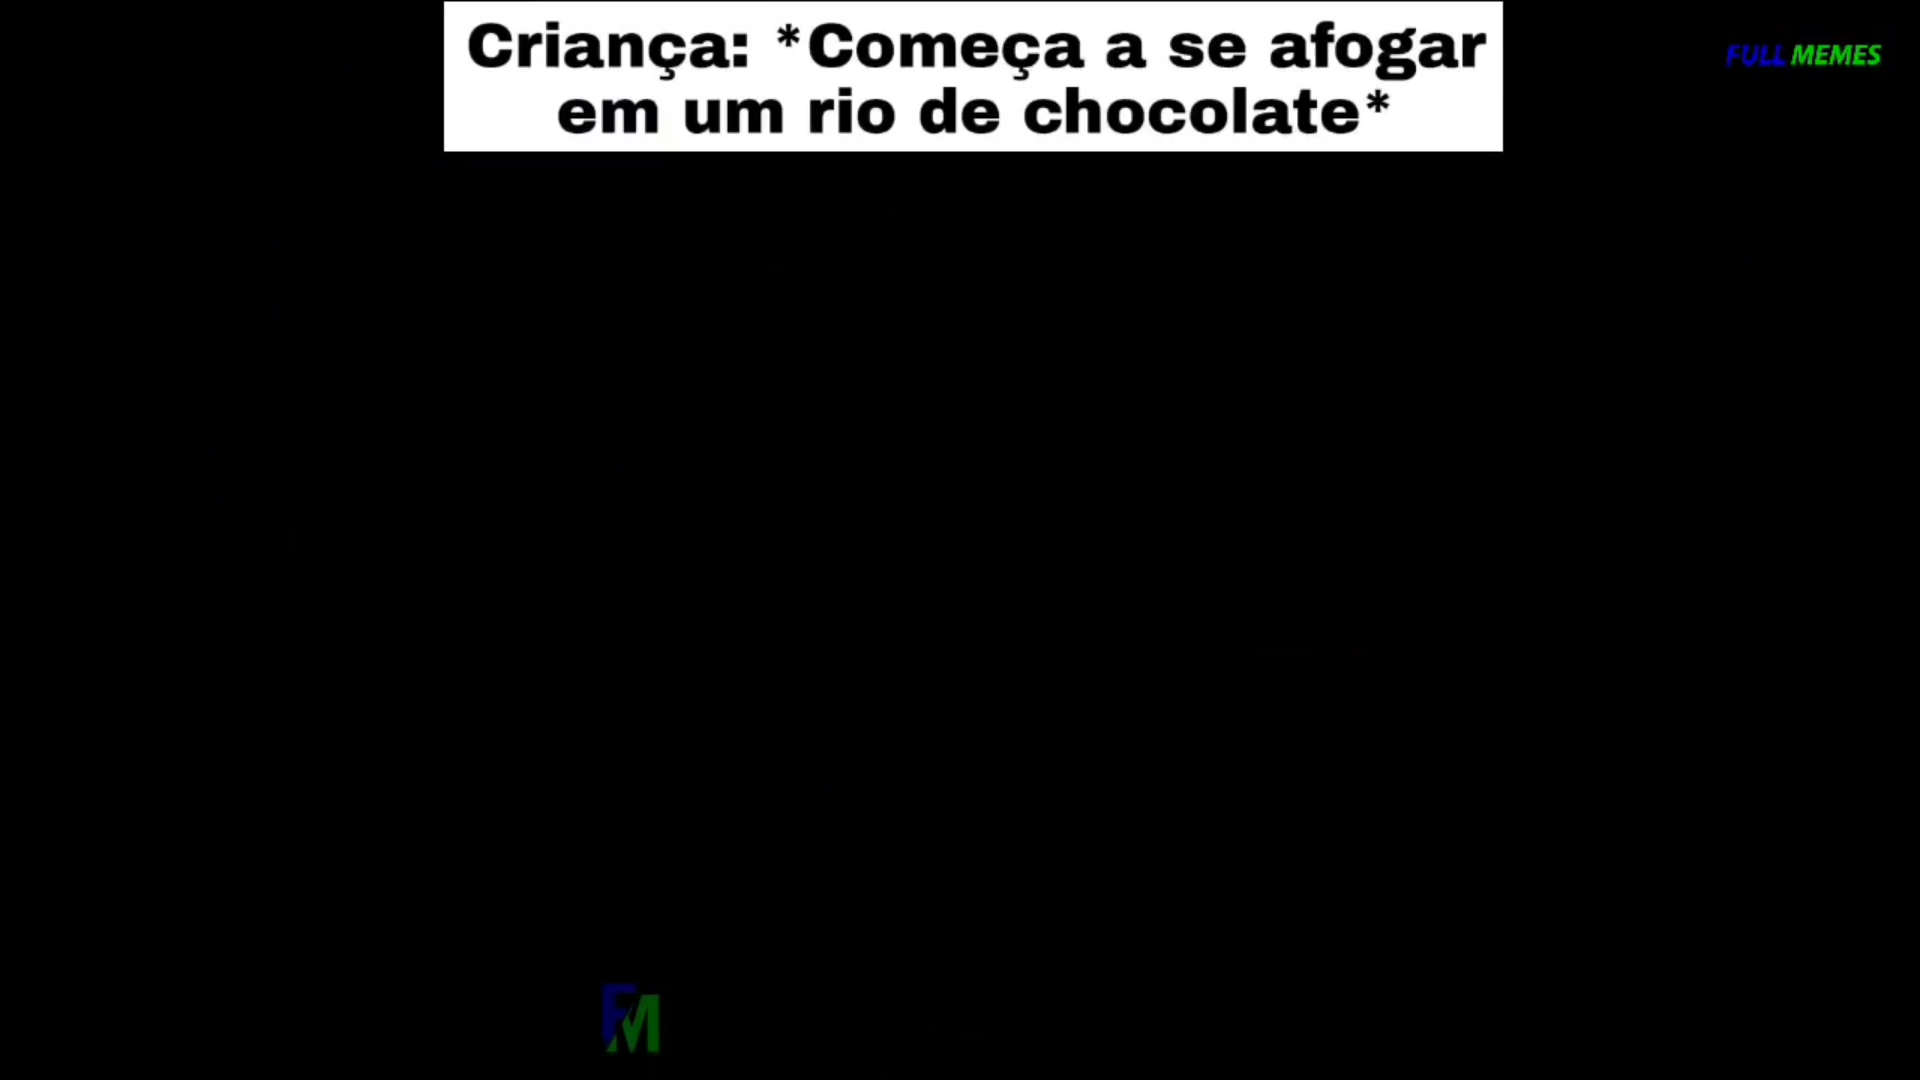 Criança: *Começa a se afogar
em um rio de chocolate*
FULL MEMES
FM